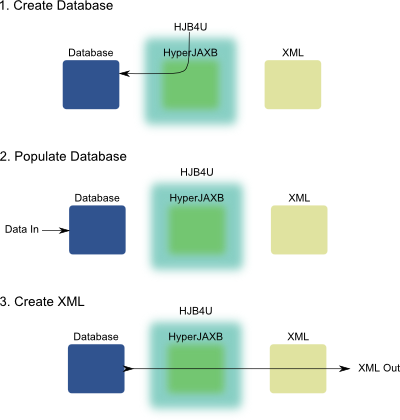 1. Create Database
HJB4U
Database HyperJAXB XML
2. Populate Database
HJB4U
Database HyperJAXB XML
Data In
3. Create XML
HJB4U
Database HyperJAXB XML
XML Out